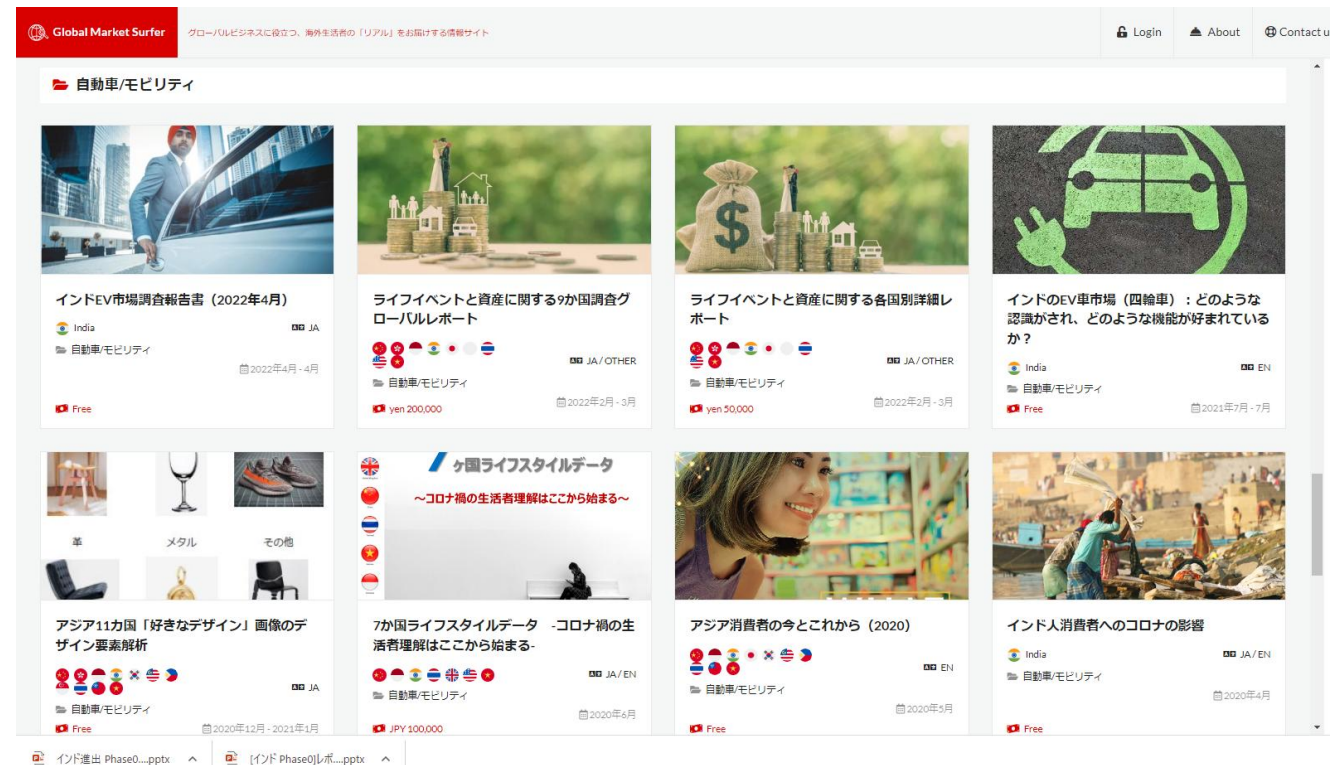 Global Market Surfer
グローバルビジネスに役立つ、海外生活者の「リアル」をお届けする情報サイト
Login
About
Contact u
自動車/モビリティ
インドEV市場調査報告書（2022年4月）
India
JA
自動車/モビリティ
2022年4月 - 4月
Free
ライフイベントと資産に関する9か国調査グ
ローバルレポート
JA / OTHER
自動車/モビリティ
2022年2月 - 3月
yen 200,000
$
ライフイベントと資産に関する各国別詳細レ
ポート
JA / OTHER
自動車/モビリティ
2022年2月 - 3月
yen 50,000
インドのEV車市場（四輪車）：どのような
認識がされ、どのような機能が好まれている
か？
India
EN
自動車/モビリティ
Free
2021年7月 - 7月
革
メタル
その他
アジア11カ国「好きなデザイン」画像のデ
ザイン要素解析
JA
自動車/モビリティ
Free
2020年12月 - 2021年1月
ヶ国ライフスタイルデータ
～コロナ禍の生活者理解はここから始まる～
7か国ライフスタイルデータ　-コロナ禍の生
活者理解はここから始まる-
JA / EN
自動車/モビリティ
2020年6月
JPY 100,000
アジア消費者の今とこれから（2020）
EN
自動車/モビリティ
2020年5月
Free
インド人消費者へのコロナの影響
India
JA / EN
自動車/モビリティ
2020年4月
Free
インド進出 Phase0....pptx
[インド Phase0]レポ....pptx